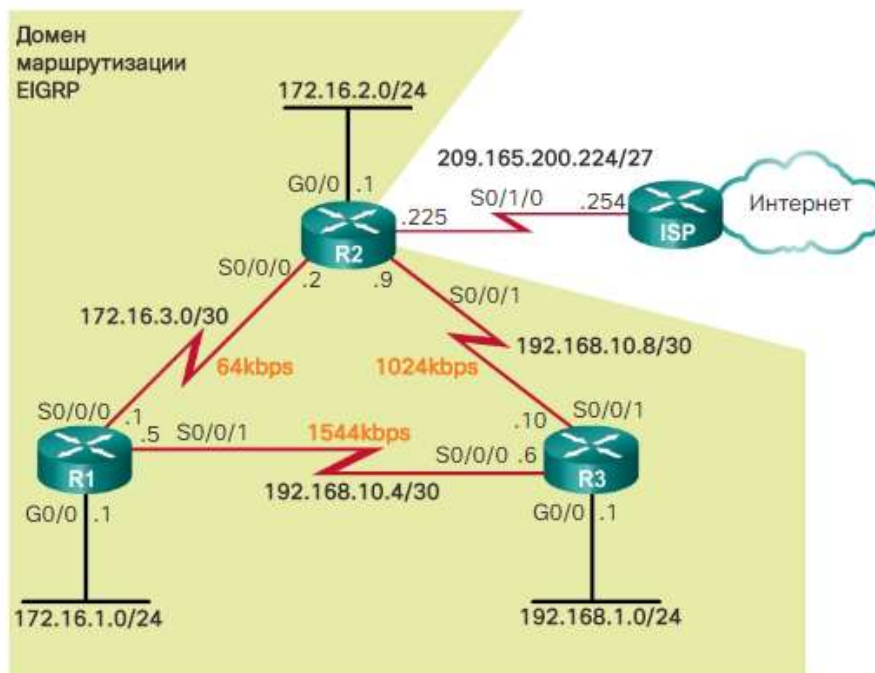 Домен
маршрутизации
EIGRP
172.16.2.0/24
209.165.200.224/27
G0/0 .1
S0/1/0
.254
Интернет
.225
ISP
R2
S0/0/0
.2
.9
S0/0/1
172.16.3.0/30
192.168.10.8/30
64kbps
1024kbps
S0/0/0 .1
.10
S0/0/1
.5
S0/0/1
1544kbps
S0/0/0 .6
R1
R3
192.168.10.4/30
G0/0 .1
G0/0 .1
172.16.1.0/24
192.168.1.0/24